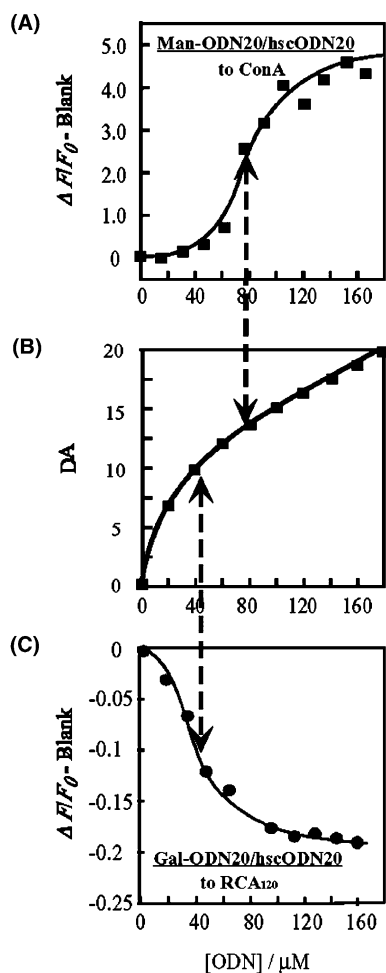 (A)
Man-ODN20/hscODN20
to ConA
ΔF/F0 - Blank
5.0
4.0
3.0
2.0
1.0
0
0 40 80 120 160
(B)
DA
20
15
10
5
0
0 40 80 120 160
(C)
ΔF/F0 - Blank
0
-0.05
-0.1
-0.15
-0.2
-0.25
Gal-ODN20/hscODN20
to RCA120
0 40 80 120 160
[ODN] / μM